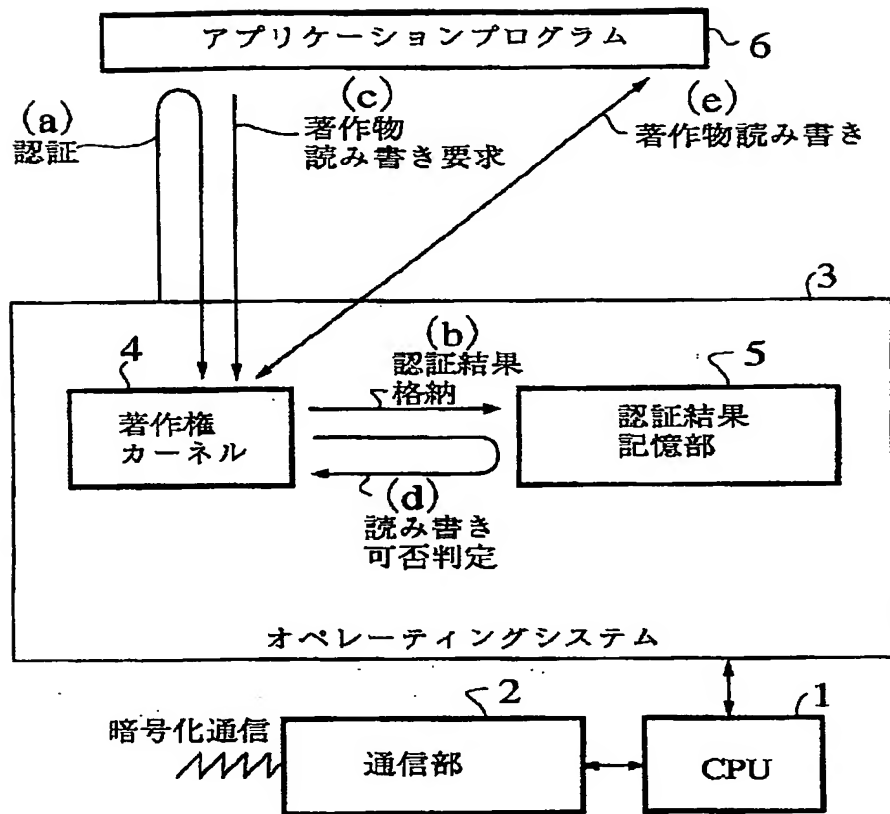 アプリケーションプログラム
6
(a)
認証
(c)
著作物
読み書き要求
(e)
著作物読み書き
3
4
著作権
カーネル
(b)
認証結果
格納
5
認証結果
記憶部
(d)
読み書き
可否判定
オペレーティングシステム
暗号化通信
2
通信部
1
CPU